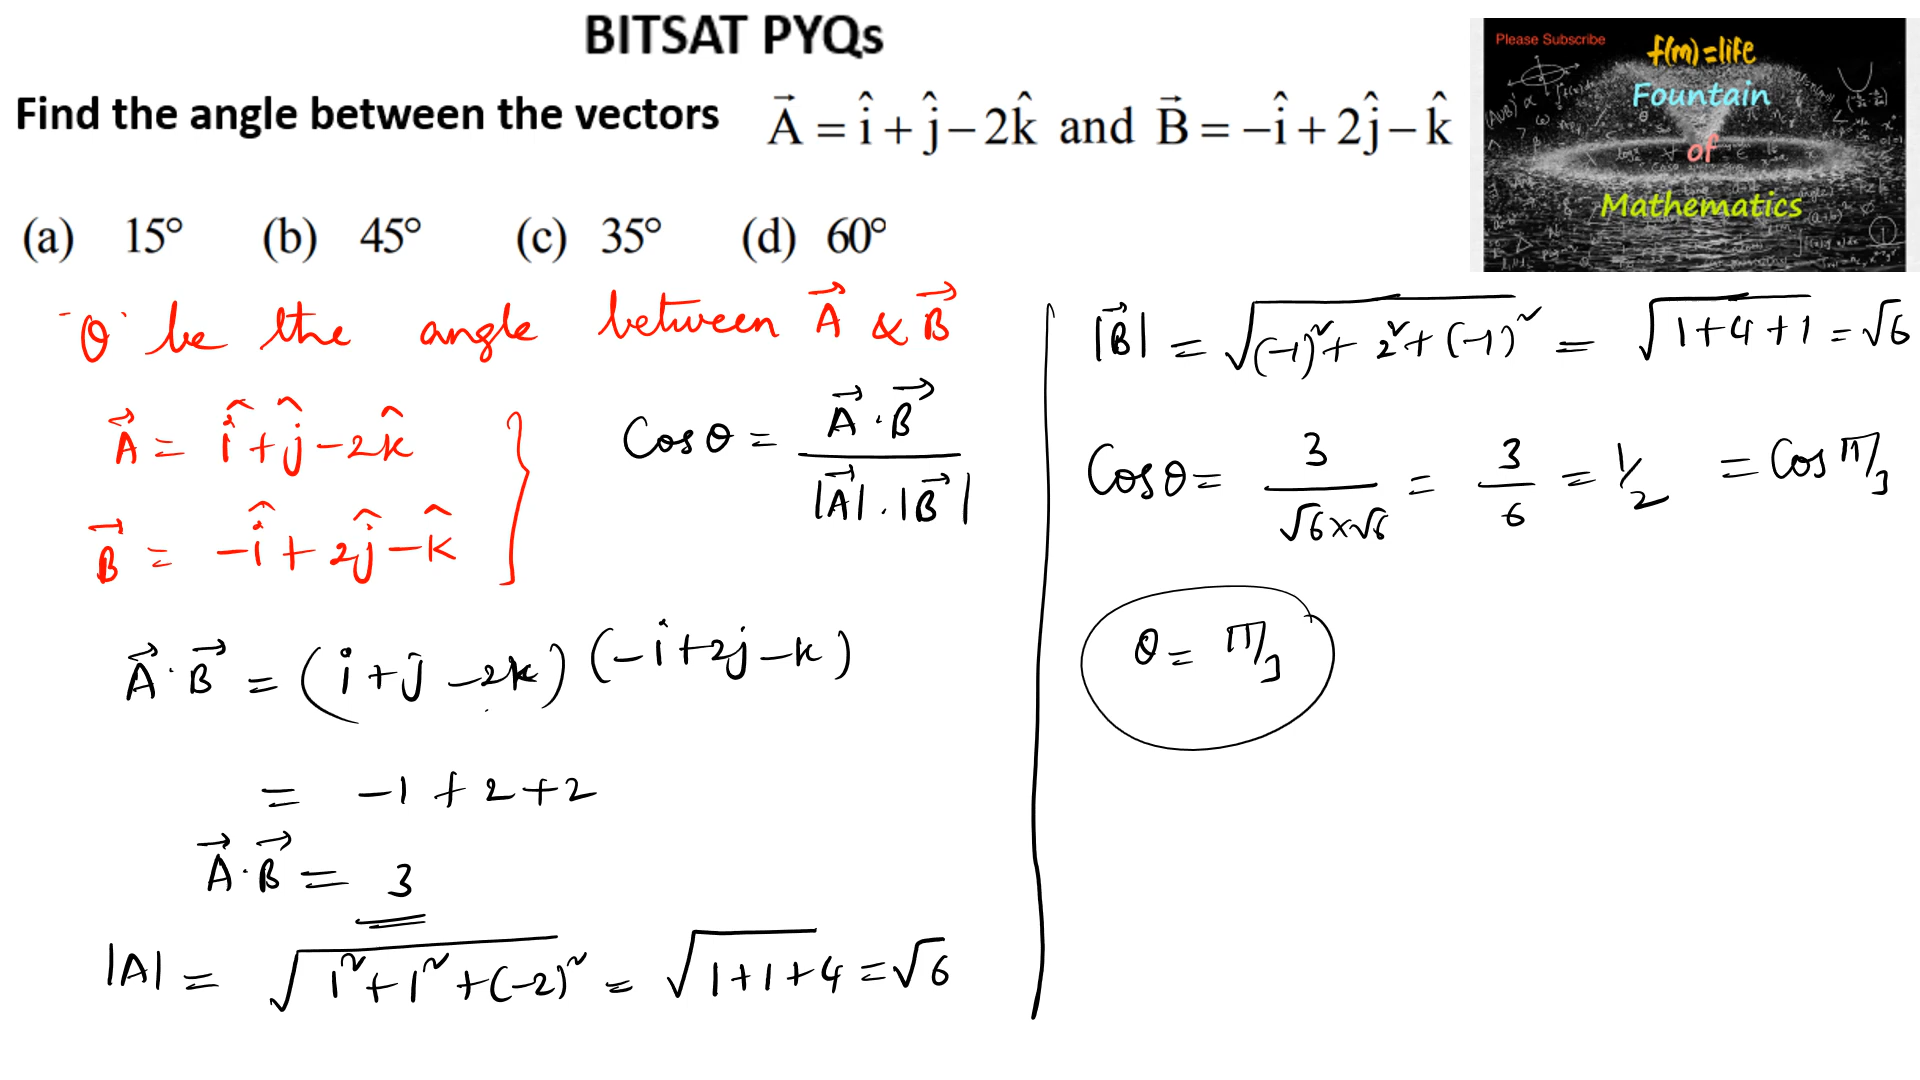 BITSAT PYQs
Find the angle between the vectors A⃗ = î + ĵ − 2k̂ and B⃗ = −î + 2ĵ − k̂
(a) 15° (b) 45° (c) 35° (d) 60°
Please Subscribe
f(m)=life
Fountain
of
Mathematics
'θ' be the angle between A⃗ & B⃗
A⃗ = î + ĵ − 2k̂
B⃗ = −î + 2ĵ − k̂
Cosθ = A⃗ · B⃗ / |A⃗| . |B⃗|
A⃗ · B⃗ = (i + j − 2k) (−i + 2j − k)
= −1 + 2 + 2
A⃗ · B⃗ = 3
|A| = √(1² + 1² + (−2)²) = √(1+1+4) = √6
|B⃗| = √((−1)² + 2² + (−1)²) = √(1+4+1) = √6
Cosθ = 3/(√6×√6) = 3/6 = 1/2 = Cos π/3
θ = π/3